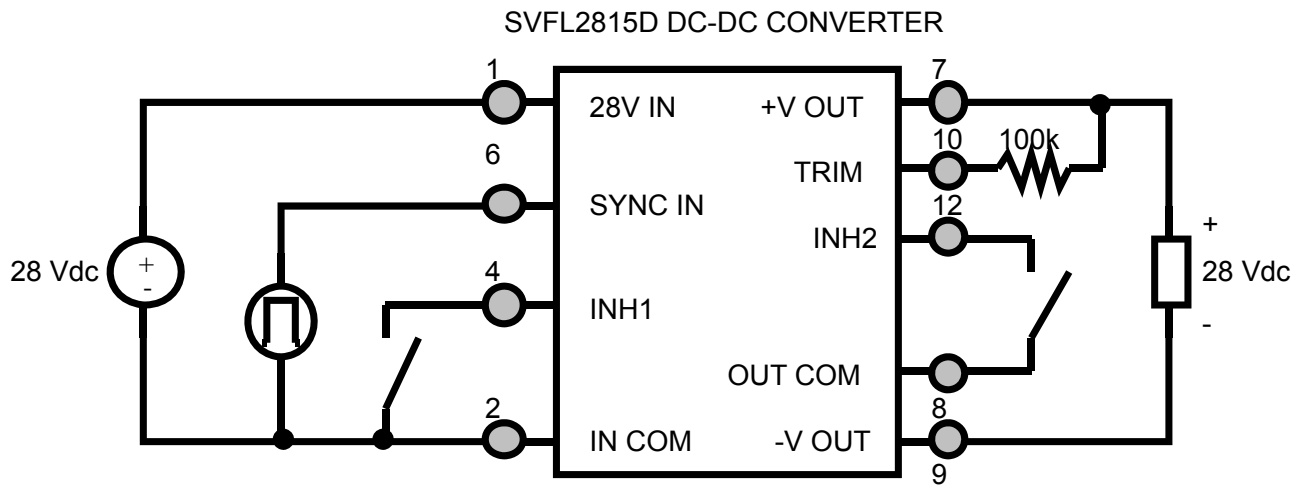 SVFL2815D DC-DC CONVERTER
1
7
28V IN
+V OUT
6
10
100k
TRIM
SYNC IN
12
INH2
+
28 Vdc
+
-
4
28 Vdc
INH1
-
OUT COM
2
8
IN COM
-V OUT
9